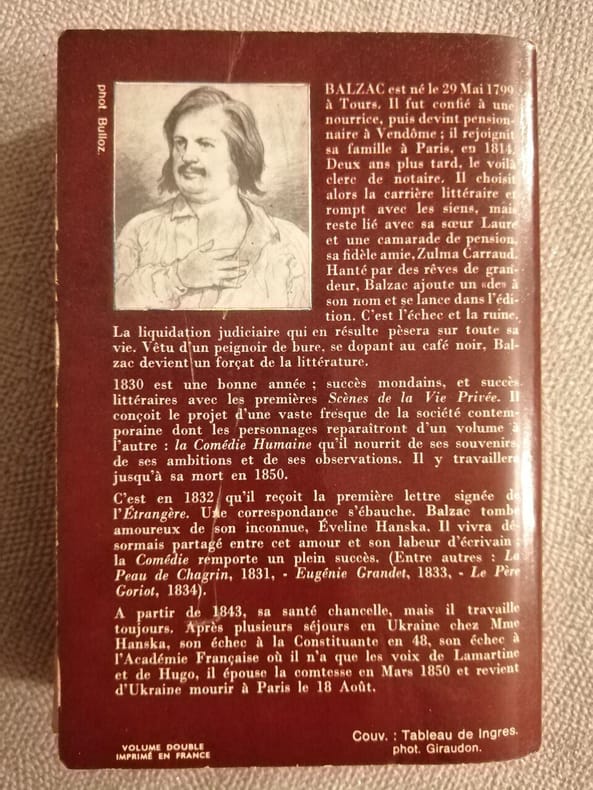 phot. Bulloz.
BALZAC est né le 29 Mai 1799
à Tours. Il fut confié à une
nourrice, puis devint pension-
naire à Vendôme ; il rejoignit
sa famille à Paris, en 1814.
Deux ans plus tard, le voilà
clerc de notaire. Il choisit
alors la carrière littéraire et
rompt avec les siens, mais
reste lié avec sa sœur Laure
et une camarade de pension,
sa fidèle amie, Zulma Carraud.
Hanté par des rêves de gran-
deur, Balzac ajoute un «de» à
son nom et se lance dans l'édi-
tion. C'est l'échec et la ruine.
La liquidation judiciaire qui en résulte pèsera sur toute sa
vie. Vêtu d'un peignoir de bure, se dopant au café noir, Bal-
zac devient un forçat de la littérature.
1830 est une bonne année ; succès mondains, et succès
littéraires avec les premières Scènes de la Vie Privée. Il
conçoit le projet d'une vaste fresque de la société contem-
poraine dont les personnages reparaîtront d'un volume à
l'autre : la Comédie Humaine qu'il nourrit de ses souvenirs,
de ses ambitions et de ses observations. Il y travaillera
jusqu'à sa mort en 1850.
C'est en 1832 qu'il reçoit la première lettre signée de
l'Étrangère. Une correspondance s'ébauche. Balzac tombe
amoureux de son inconnue, Éveline Hanska. Il vivra dé-
sormais partagé entre cet amour et son labeur d'écrivain ;
la Comédie remporte un plein succès. (Entre autres : La
Peau de Chagrin, 1831, - Eugénie Grandet, 1833, - Le Père
Goriot, 1834).
A partir de 1843, sa santé chancelle, mais il travaille
toujours. Après plusieurs séjours en Ukraine chez Mme
Hanska, son échec à la Constituante en 48, son échec à
l'Académie Française où il n'a que les voix de Lamartine
et de Hugo, il épouse la comtesse en Mars 1850 et revient
d'Ukraine mourir à Paris le 18 Août.
VOLUME DOUBLE
IMPRIMÉ EN FRANCE
Couv. : Tableau de Ingres.
phot. Giraudon.